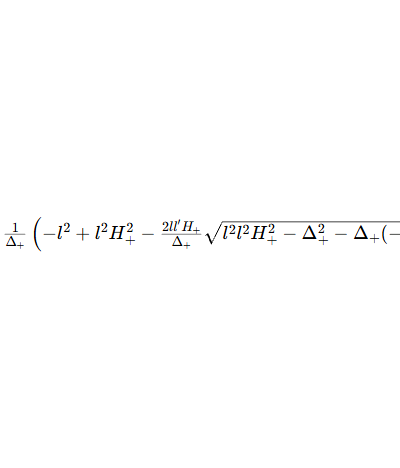 \frac{1}{\Delta_+} \left( -l^2 + l^2 H_+^2 - \frac{2ll'H_+}{\Delta_+} \sqrt{l^2 l^2 H_+^2 - \Delta_+^2 - \Delta_+(-